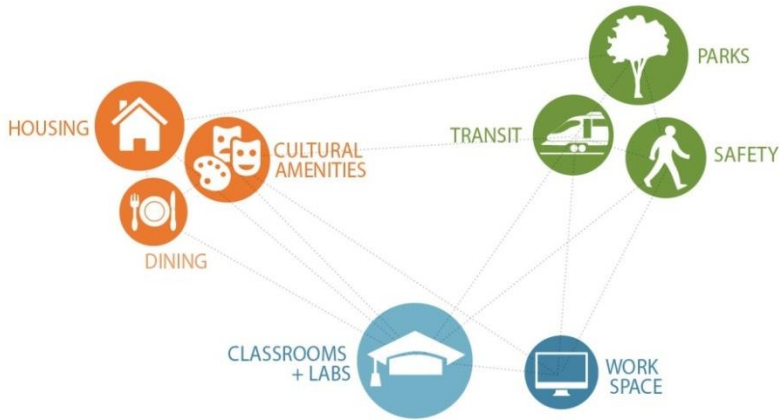 PARKS
HOUSING
TRANSIT
CULTURAL
AMENITIES
SAFETY
DINING
CLASSROOMS
+ LABS
WORK
SPACE